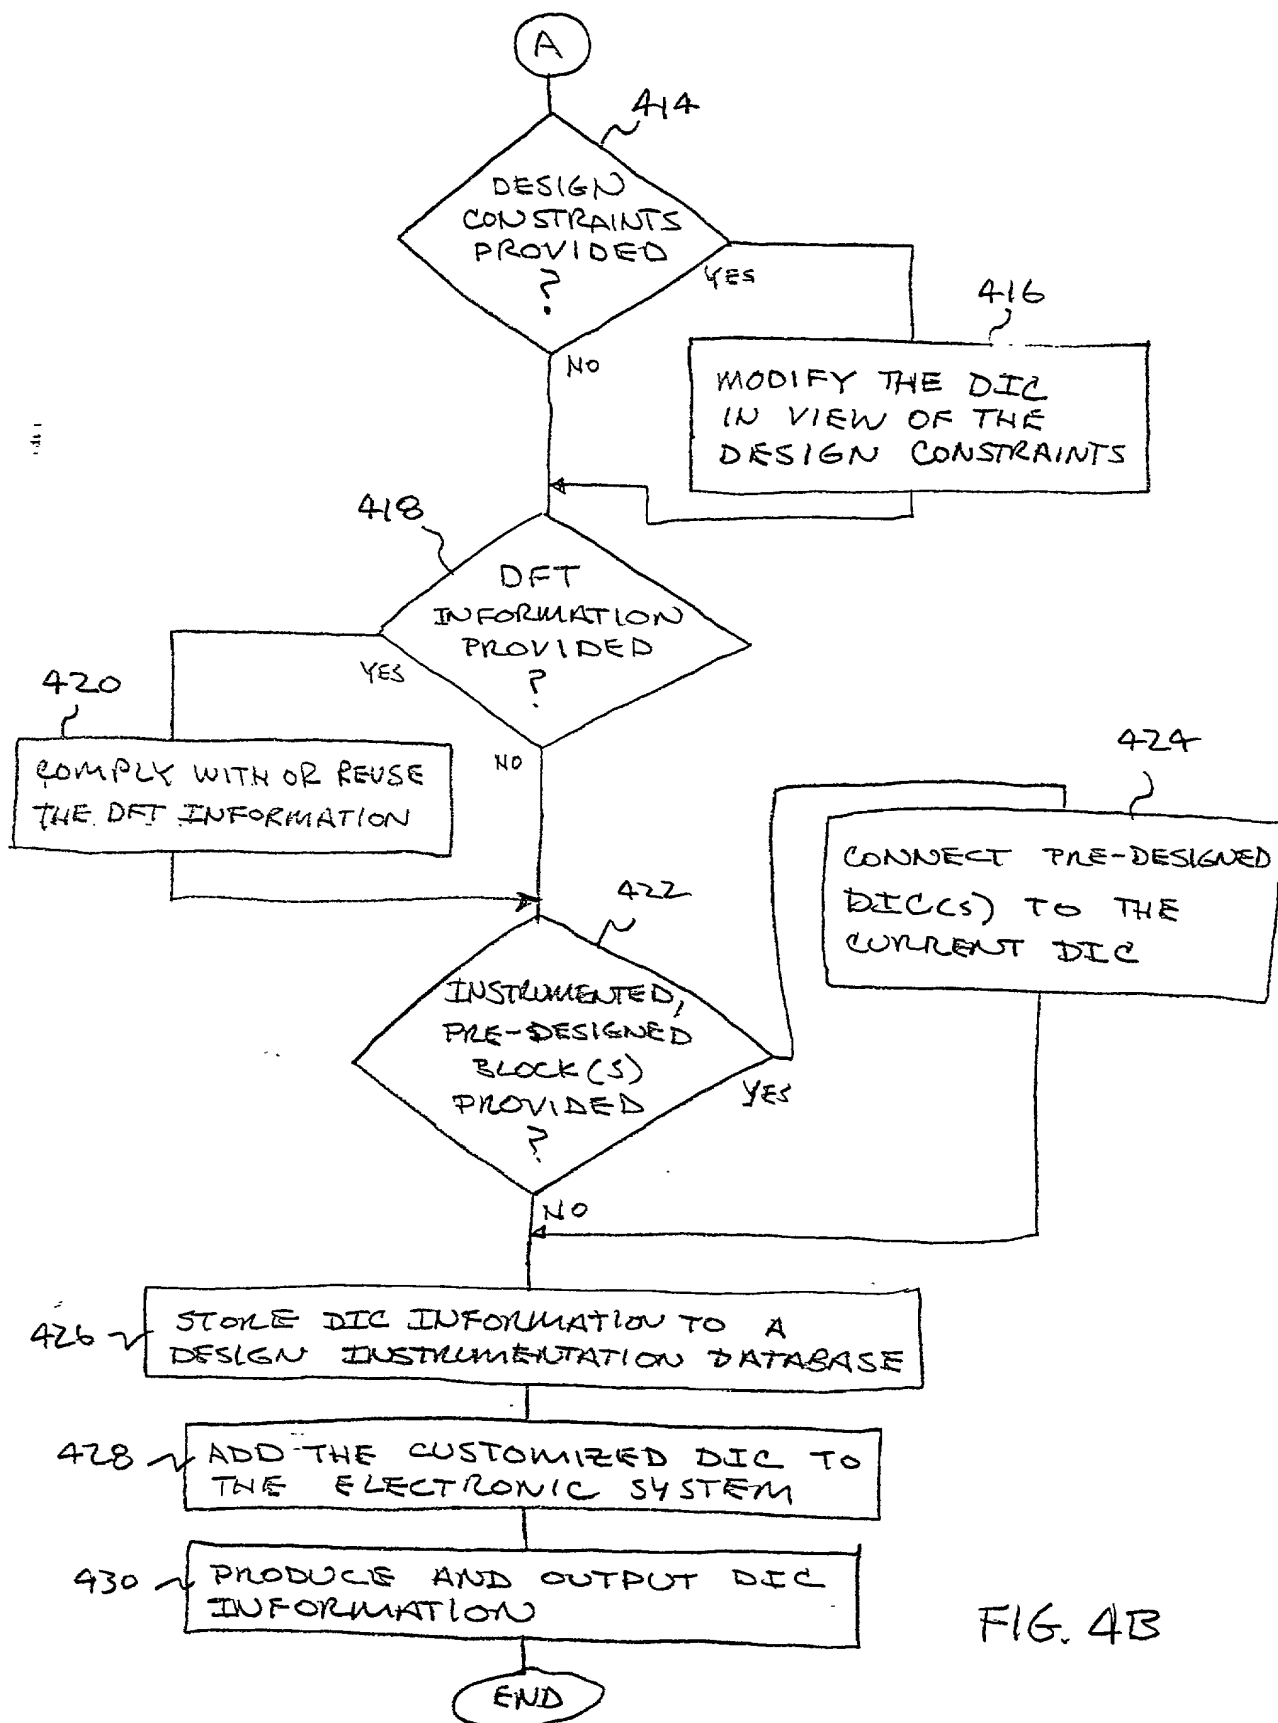 A
414
DESIGN
CONSTRAINTS
PROVIDED
?
YES
NO
416
MODIFY THE DIC
IN VIEW OF THE
DESIGN CONSTRAINTS
418
DFT
INFORMATION
PROVIDED
?
YES
NO
420
COMPLY WITH OR REUSE
THE DFT INFORMATION
422
INSTRUMENTED,
PRE-DESIGNED
BLOCK(S)
PROVIDED
?
YES
NO
424
CONNECT PRE-DESIGNED
DIC(S) TO THE
CURRENT DIC
426
STORE DIC INFORMATION TO A
DESIGN INSTRUMENTATION DATABASE
428
ADD THE CUSTOMIZED DIC TO
THE ELECTRONIC SYSTEM
430
PRODUCE AND OUTPUT DIC
INFORMATION
END
FIG. 4B